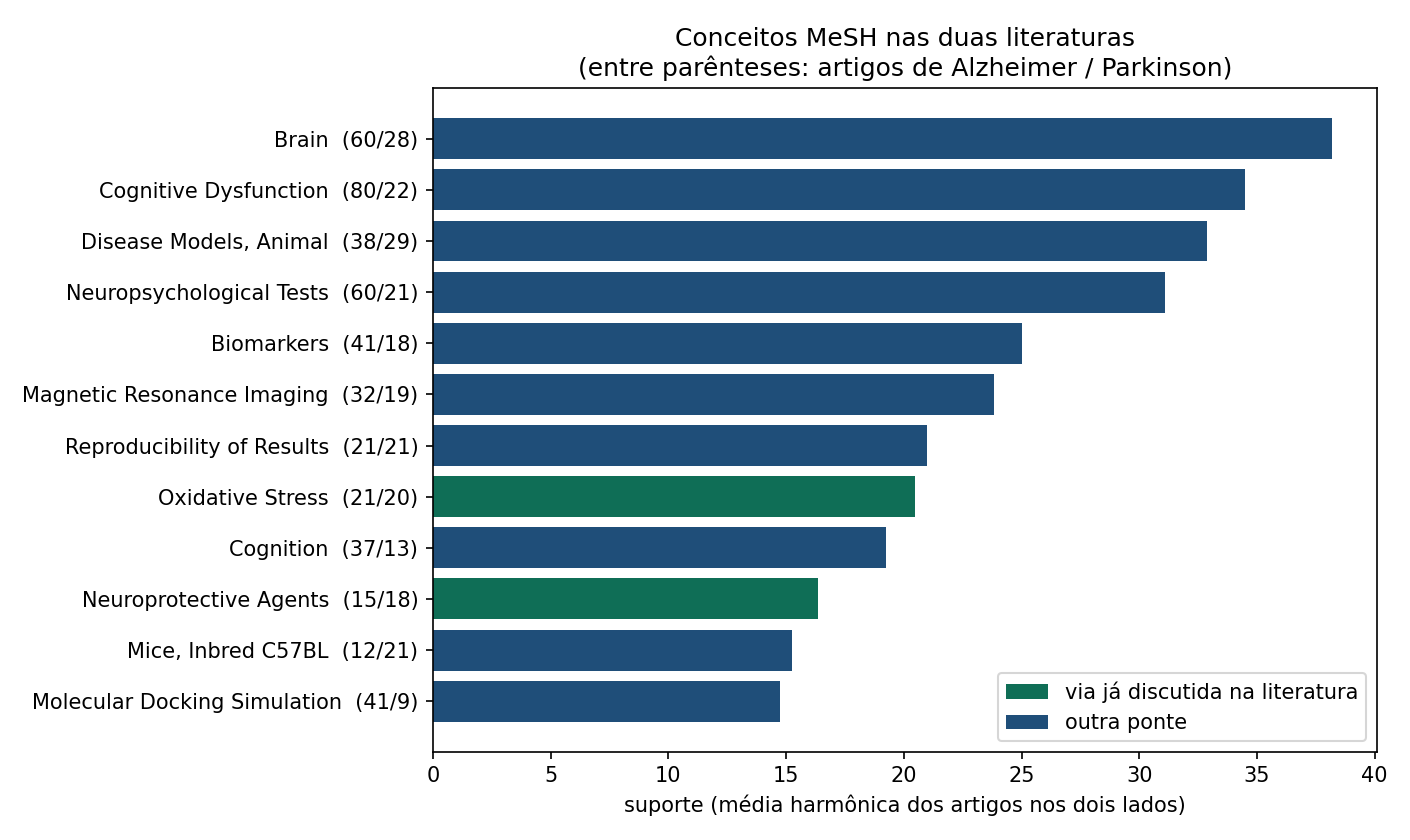 Conceitos MeSH nas duas literaturas
(entre parênteses: artigos de Alzheimer / Parkinson)
Brain (60/28)
Cognitive Dysfunction (80/22)
Disease Models, Animal (38/29)
Neuropsychological Tests (60/21)
Biomarkers (41/18)
Magnetic Resonance Imaging (32/19)
Reproducibility of Results (21/21)
Oxidative Stress (21/20)
Cognition (37/13)
Neuroprotective Agents (15/18)
Mice, Inbred C57BL (12/21)
Molecular Docking Simulation (41/9)
via já discutida na literatura
outra ponte
0 5 10 15 20 25 30 35 40
suporte (média harmônica dos artigos nos dois lados)